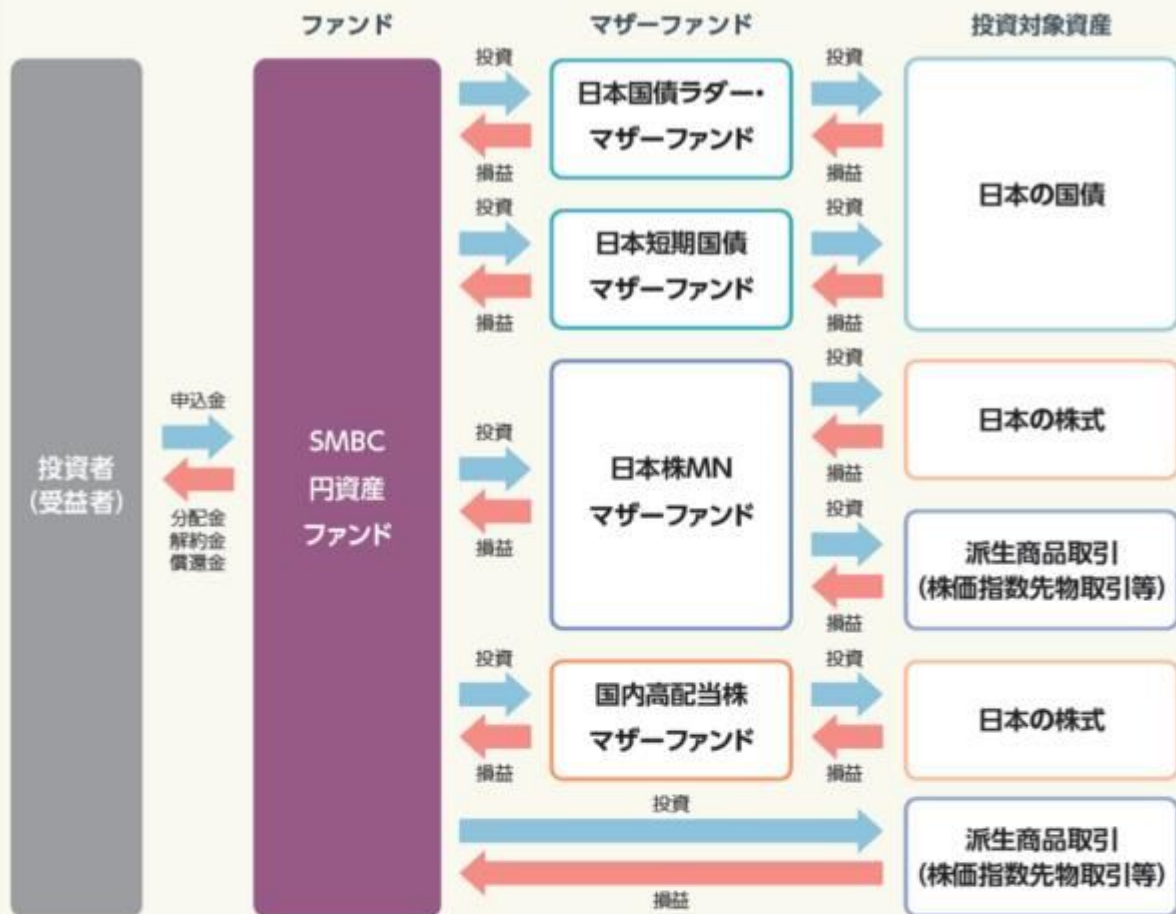 ファンド
マザーファンド
投資対象資産
投資者
(受益者)
申込金
分配金
解約金
償還金
SMBC
円資産
ファンド
投資
損益
日本国債ラダー・
マザーファンド
投資
損益
投資
損益
日本短期国債
マザーファンド
投資
損益
日本の国債
投資
損益
日本株MN
マザーファンド
投資
損益
日本の株式
投資
損益
派生商品取引
(株価指数先物取引等)
投資
損益
国内高配当株
マザーファンド
投資
損益
日本の株式
投資
損益
派生商品取引
(株価指数先物取引等)